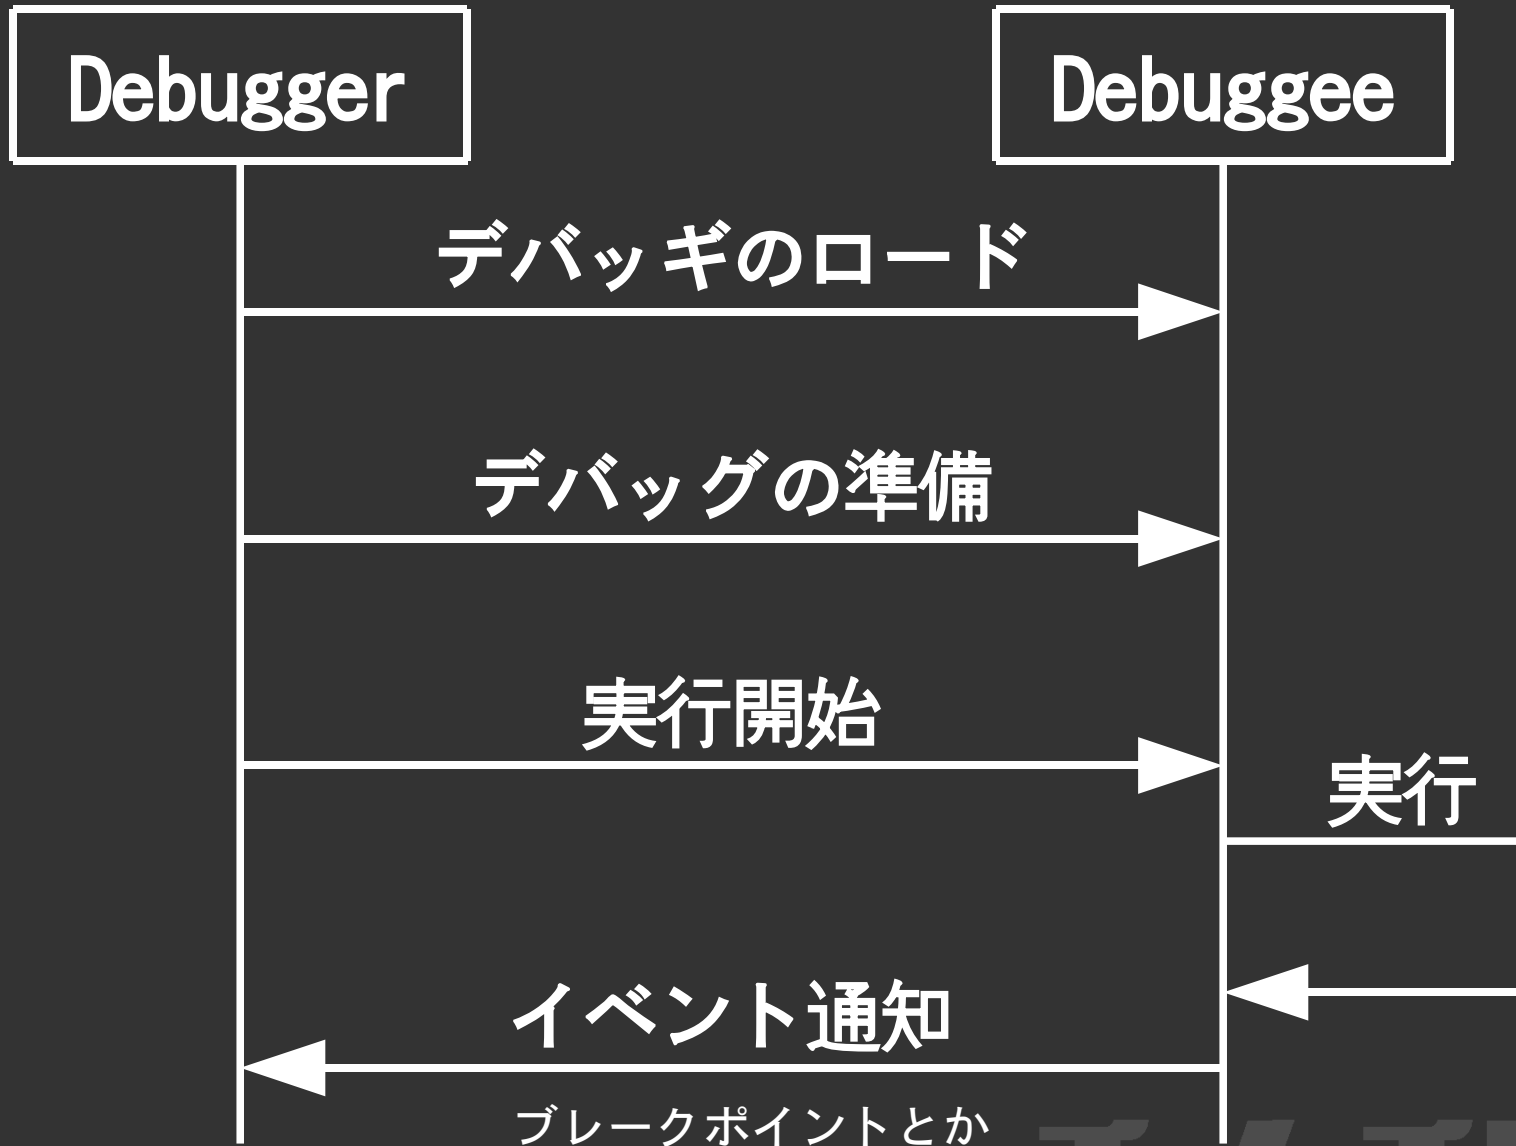 Debugger
Debuggee
デバッギのロード
デバッグの準備
実行開始
実行
イベント通知
ブレークポイントとか